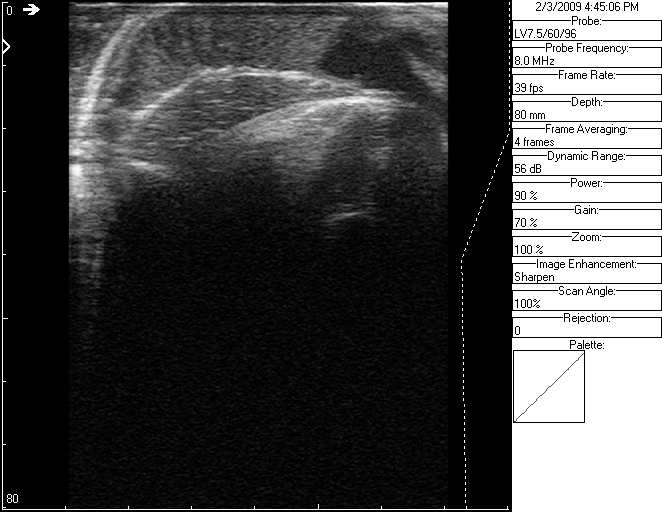 0
80
2/3/2009 4:45:06 PM
Probe:
LV7.5/60/96
Probe Frequency:
8.0 MHz
Frame Rate:
39 fps
Depth:
80 mm
Frame Averaging:
4 frames
Dynamic Range:
56 dB
Power:
90 %
Gain:
70 %
Zoom:
100 %
Image Enhancement:
Sharpen
Scan Angle:
100%
Rejection:
0
Palette: